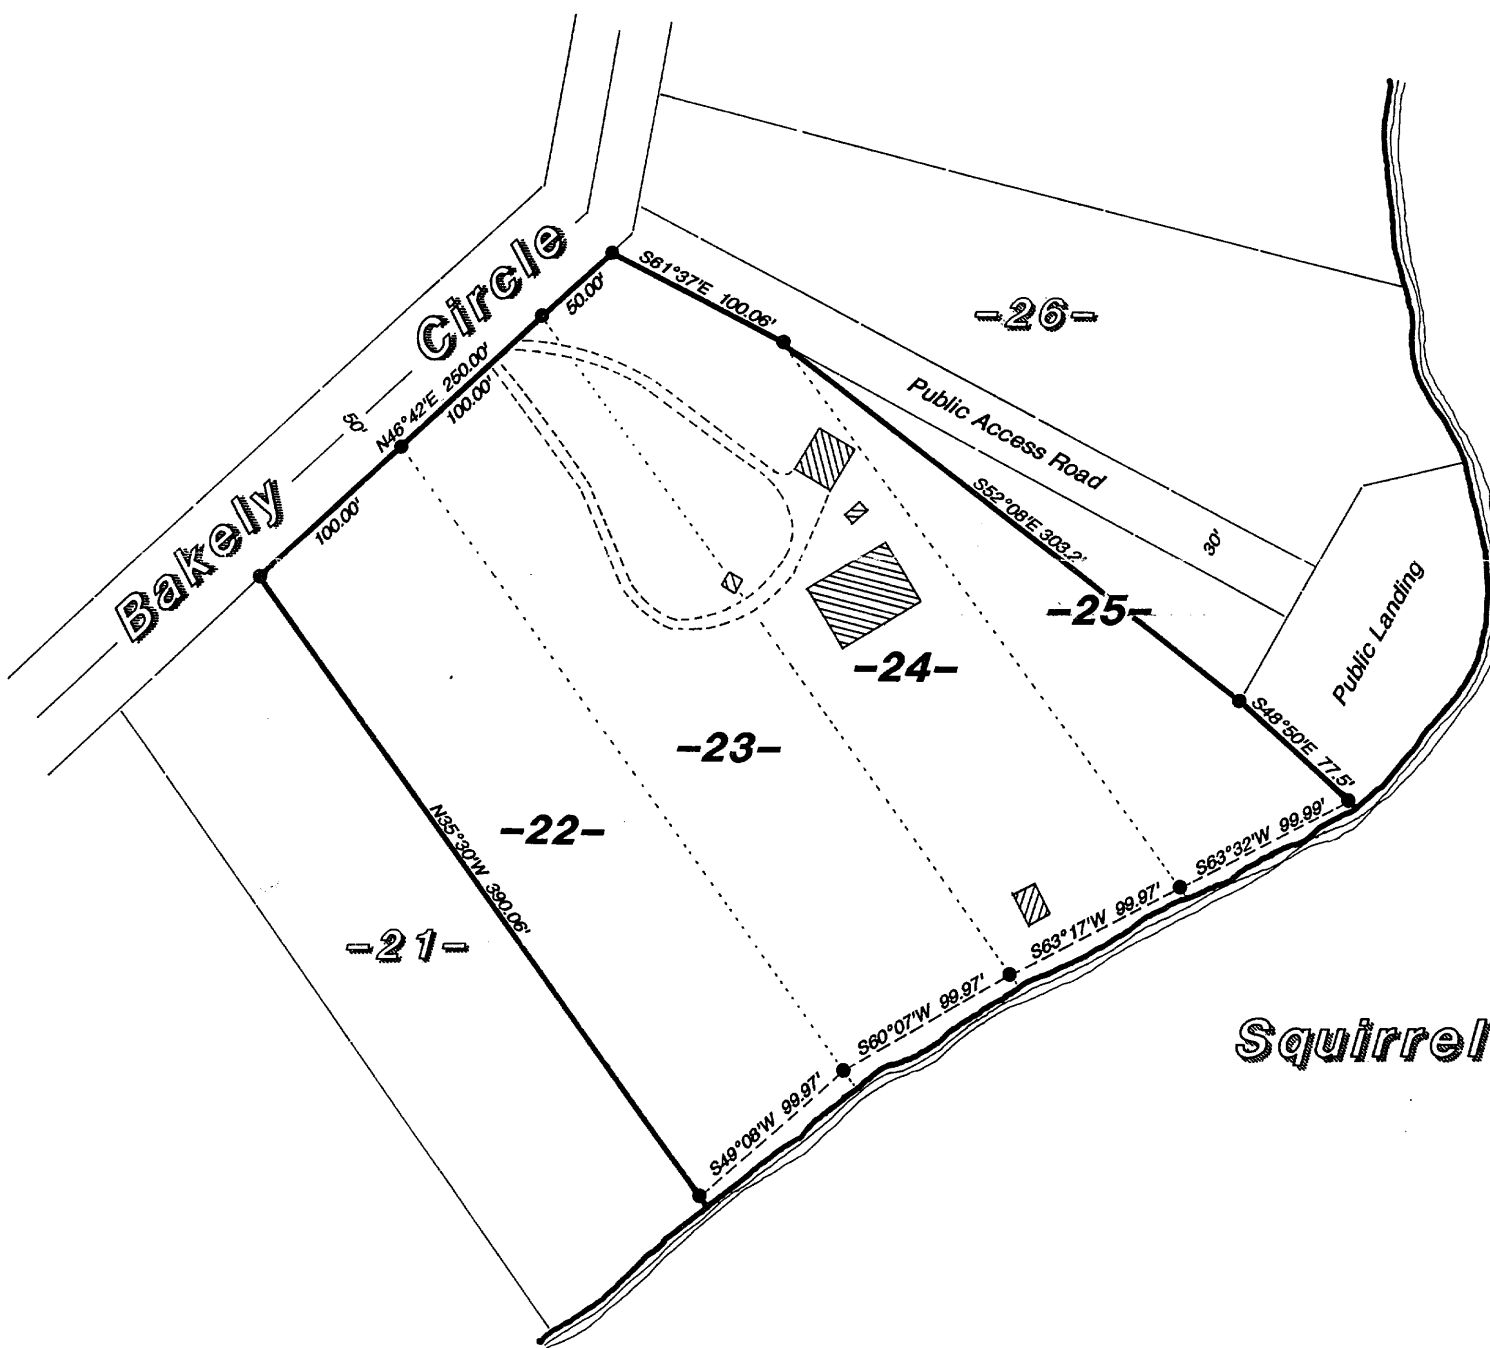 Bakely Circle
50'
N46°42'E 250.00'
50.00'
100.00'
100.00'
S61°37'E 100.06'
-26-
Public Access Road
30'
S52°08'E 303.2'
-25-
Public Landing
-24-
S48°50'E 77.5'
-23-
-22-
N35°30'W 390.06'
-21-
S63°32'W 99.99'
S63°17'W 99.97'
S60°07'W 99.97'
S49°08'W 99.97'
Squirrel